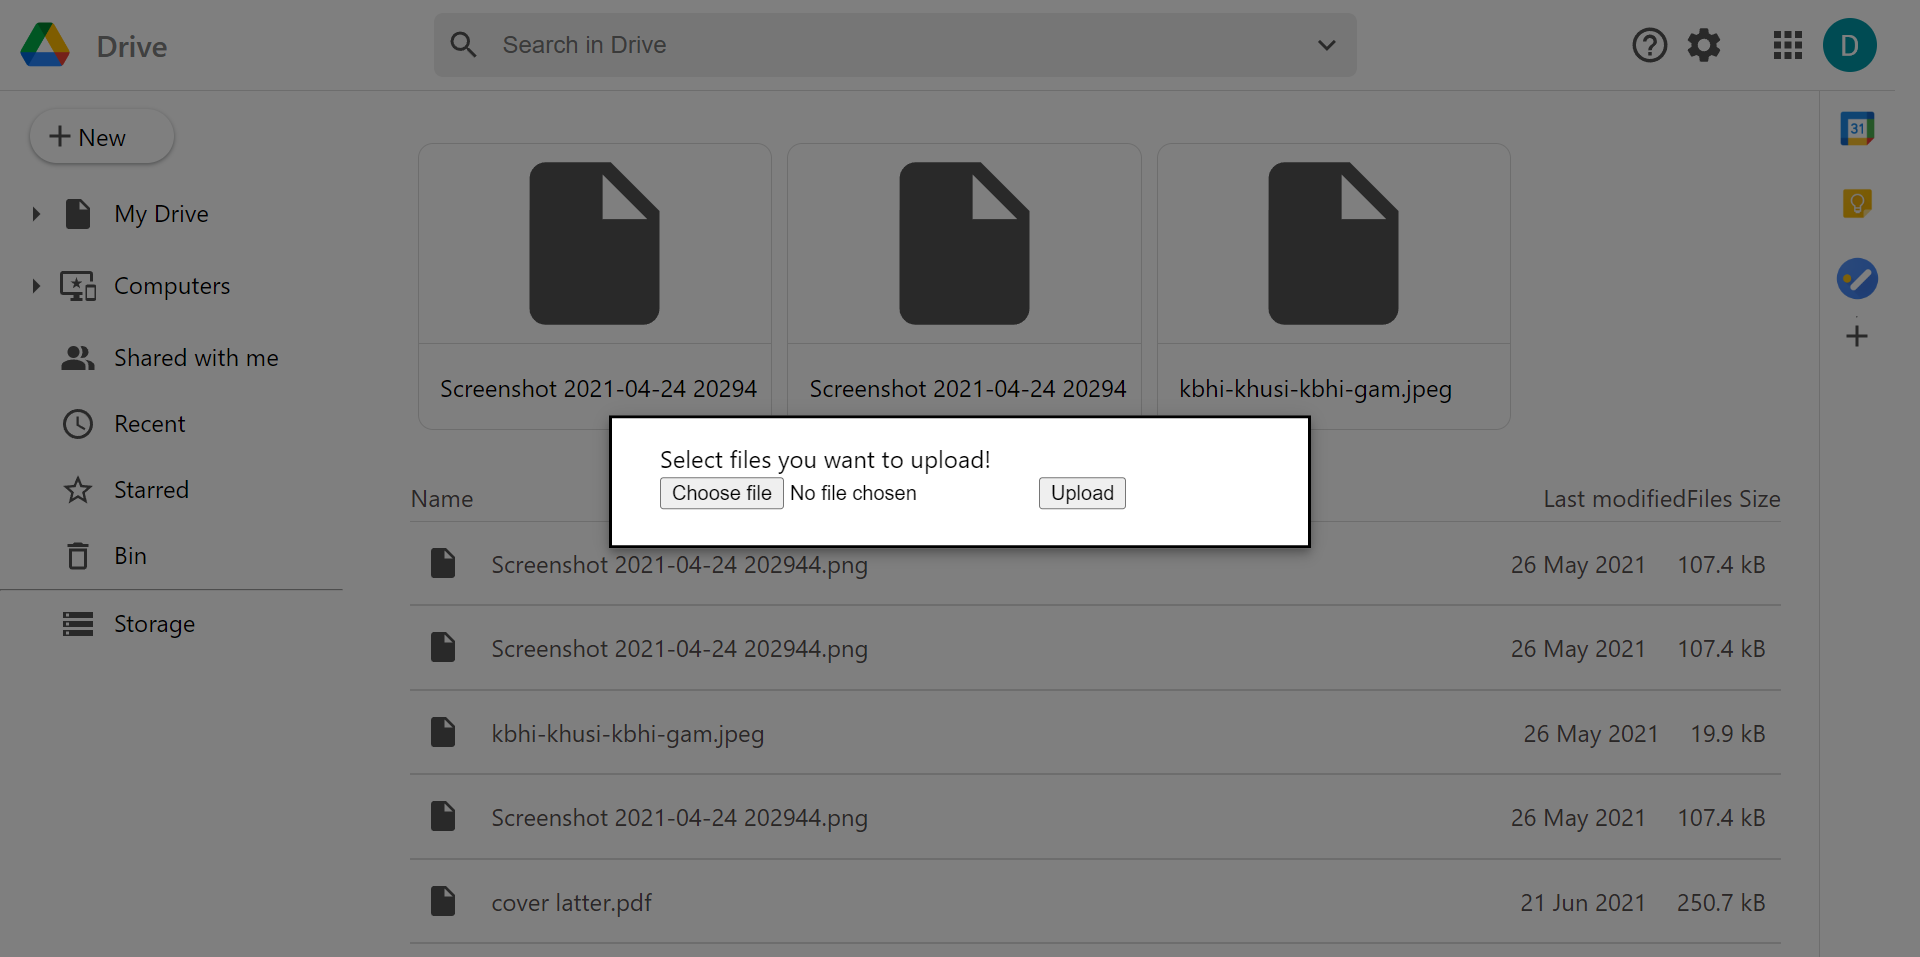 Drive
Search in Drive
D
New
31
My Drive
Computers
Shared with me
Recent
Starred
Bin
Storage
Screenshot 2021-04-24 20294
Screenshot 2021-04-24 20294
kbhi-khusi-kbhi-gam.jpeg
Select files you want to upload!
Choose file No file chosen Upload
Name Last modifiedFiles Size
Screenshot 2021-04-24 202944.png 26 May 2021 107.4 kB
Screenshot 2021-04-24 202944.png 26 May 2021 107.4 kB
kbhi-khusi-kbhi-gam.jpeg 26 May 2021 19.9 kB
Screenshot 2021-04-24 202944.png 26 May 2021 107.4 kB
cover latter.pdf 21 Jun 2021 250.7 kB